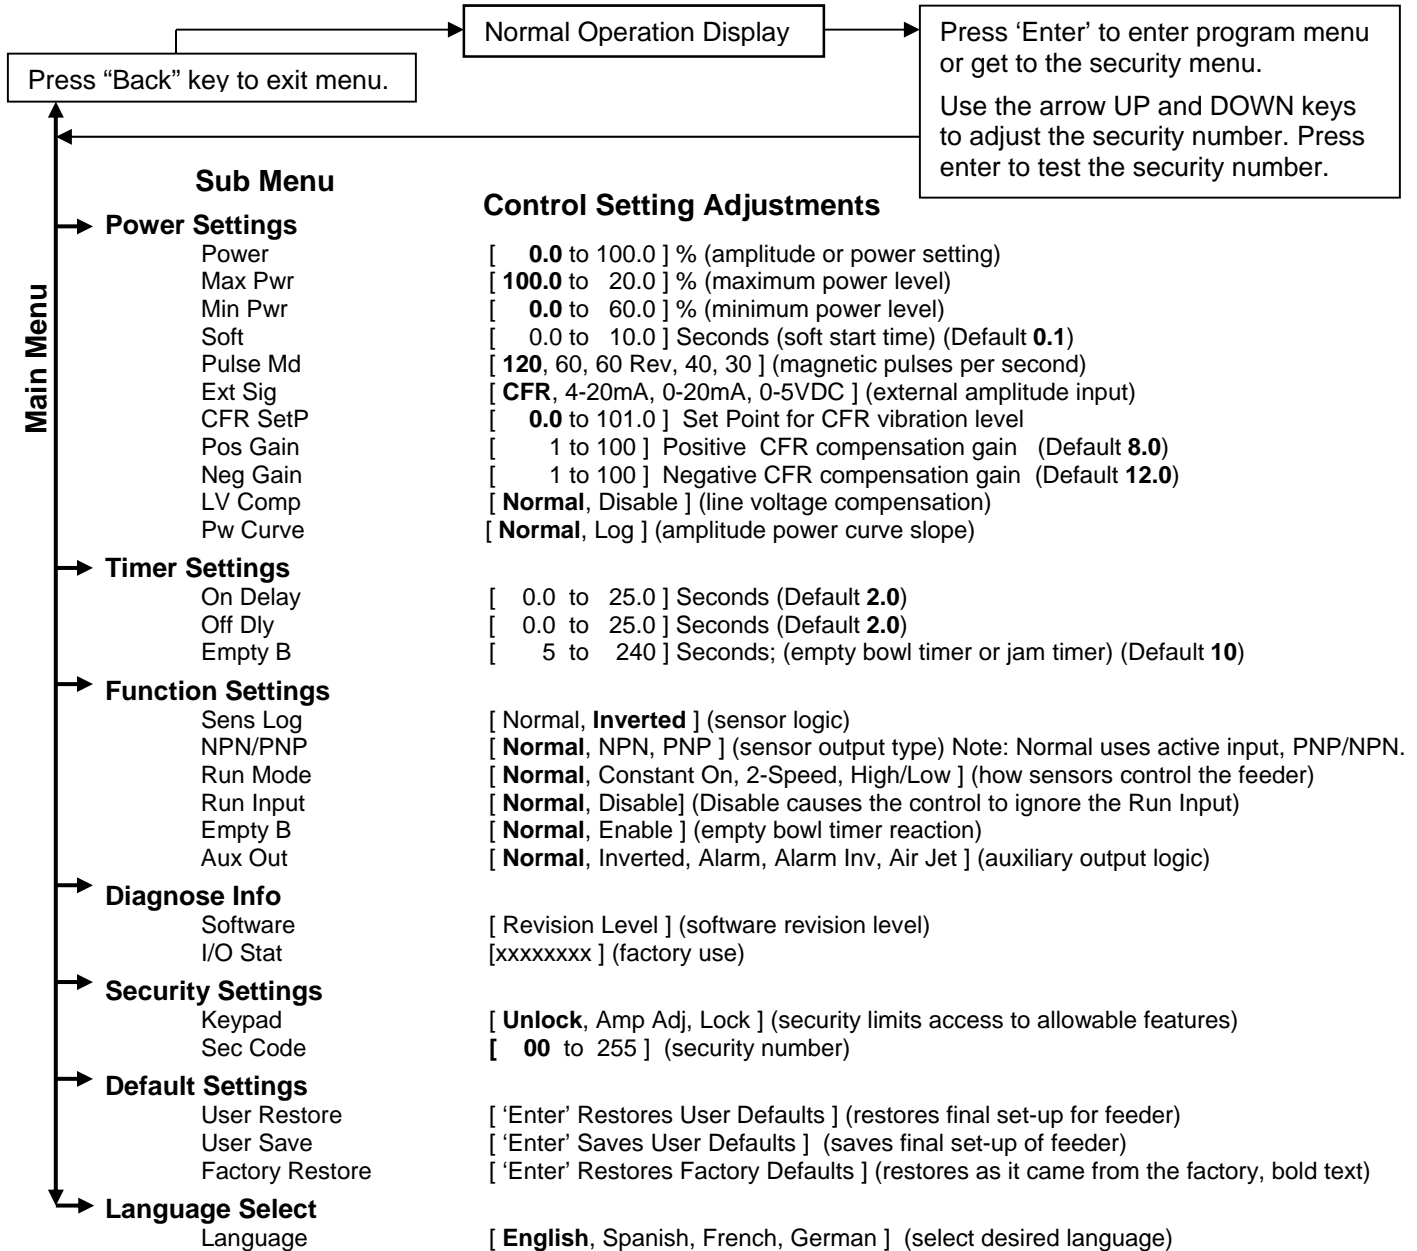 Normal Operation Display
Press ‘Enter’ to enter program menu
or get to the security menu.
Use the arrow UP and DOWN keys
to adjust the security number. Press
enter to test the security number.
Press “Back” key to exit menu.
Main Menu
Sub Menu
Control Setting Adjustments
Power Settings
Power [ 0.0 to 100.0 ] % (amplitude or power setting)
Max Pwr [ 100.0 to 20.0 ] % (maximum power level)
Min Pwr [ 0.0 to 60.0 ] % (minimum power level)
Soft [ 0.0 to 10.0 ] Seconds (soft start time) (Default 0.1)
Pulse Md [ 120, 60, 60 Rev, 40, 30 ] (magnetic pulses per second)
Ext Sig [ CFR, 4-20mA, 0-20mA, 0-5VDC ] (external amplitude input)
CFR SetP [ 0.0 to 101.0 ] Set Point for CFR vibration level
Pos Gain [ 1 to 100 ] Positive CFR compensation gain (Default 8.0)
Neg Gain [ 1 to 100 ] Negative CFR compensation gain (Default 12.0)
LV Comp [ Normal, Disable ] (line voltage compensation)
Pw Curve [ Normal, Log ] (amplitude power curve slope)
Timer Settings
On Delay [ 0.0 to 25.0 ] Seconds (Default 2.0)
Off Dly [ 0.0 to 25.0 ] Seconds (Default 2.0)
Empty B [ 5 to 240 ] Seconds; (empty bowl timer or jam timer) (Default 10)
Function Settings
Sens Log [ Normal, Inverted ] (sensor logic)
NPN/PNP [ Normal, NPN, PNP ] (sensor output type) Note: Normal uses active input, PNP/NPN.
Run Mode [ Normal, Constant On, 2-Speed, High/Low ] (how sensors control the feeder)
Run Input [ Normal, Disable] (Disable causes the control to ignore the Run Input)
Empty B [ Normal, Enable ] (empty bowl timer reaction)
Aux Out [ Normal, Inverted, Alarm, Alarm Inv, Air Jet ] (auxiliary output logic)
Diagnose Info
Software [ Revision Level ] (software revision level)
I/O Stat [xxxxxxxx ] (factory use)
Security Settings
Keypad [ Unlock, Amp Adj, Lock ] (security limits access to allowable features)
Sec Code [ 00 to 255 ] (security number)
Default Settings
User Restore [ ‘Enter’ Restores User Defaults ] (restores final set-up for feeder)
User Save [ ‘Enter’ Saves User Defaults ] (saves final set-up of feeder)
Factory Restore [ ‘Enter’ Restores Factory Defaults ] (restores as it came from the factory, bold text)
Language Select
Language [ English, Spanish, French, German ] (select desired language)